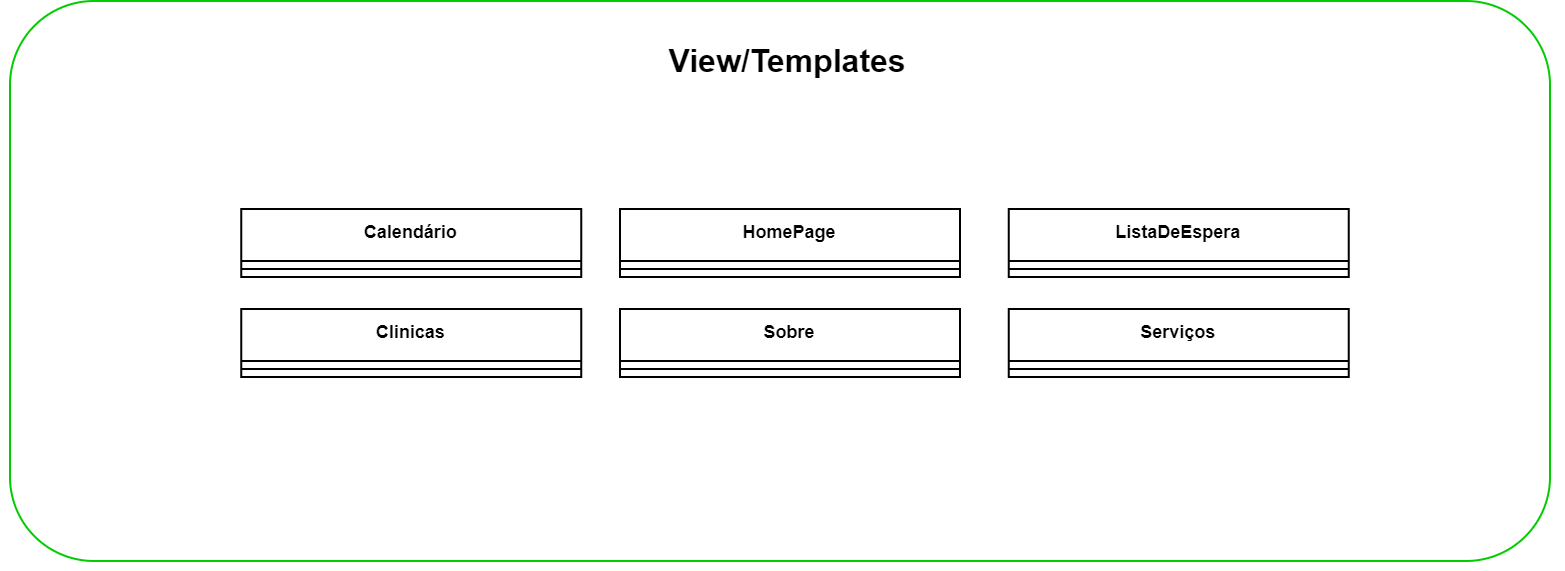 View/Templates
Calendário
HomePage
ListaDeEspera
Clinicas
Sobre
Serviços